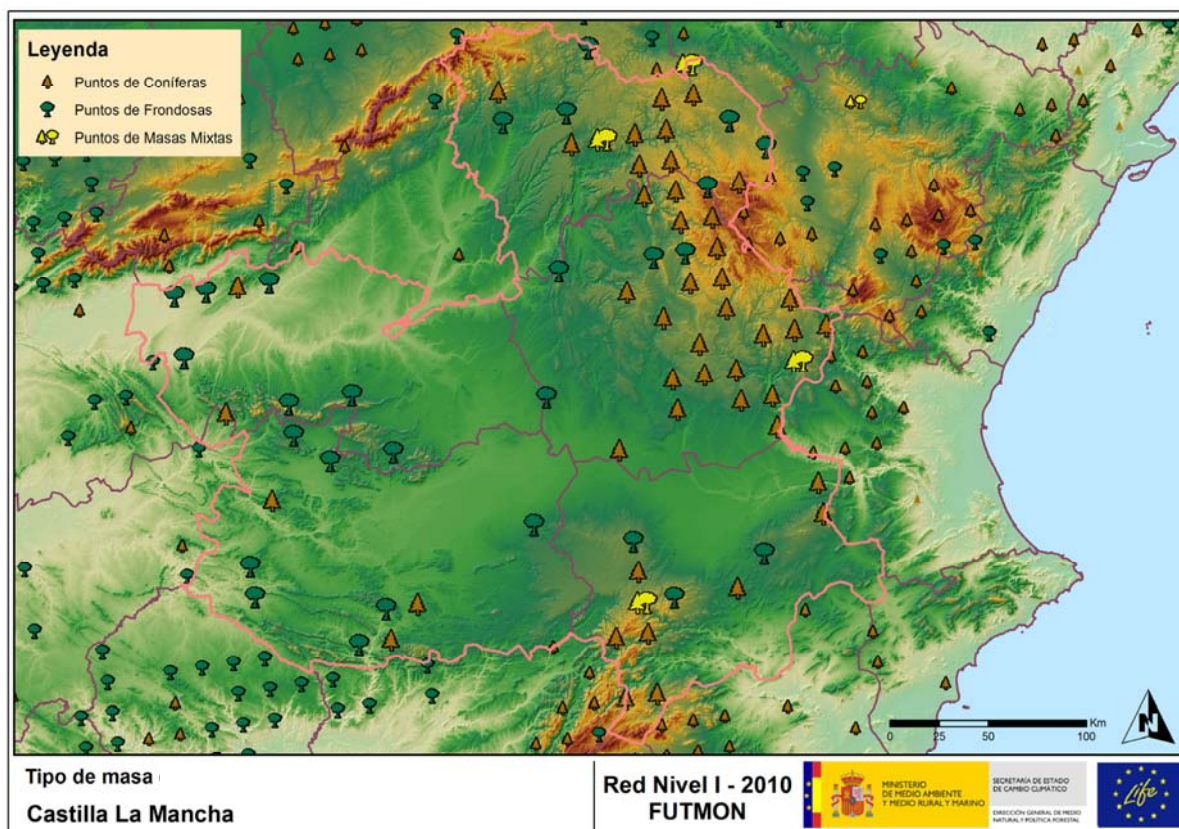 Leyenda
Puntos de Coníferas
Puntos de Frondosas
Puntos de Masas Mixtas
Km
0 25 50 100
N
Tipo de masa
Castilla La Mancha
Red Nivel I - 2010
FUTMON
MINISTERIO
DE MEDIO AMBIENTE
Y MEDIO RURAL Y MARINO
SECRETARÍA DE ESTADO
DE CAMBIO CLIMÁTICO
DIRECCIÓN GENERAL DE MEDIO
NATURAL Y POLÍTICA FORESTAL
Life